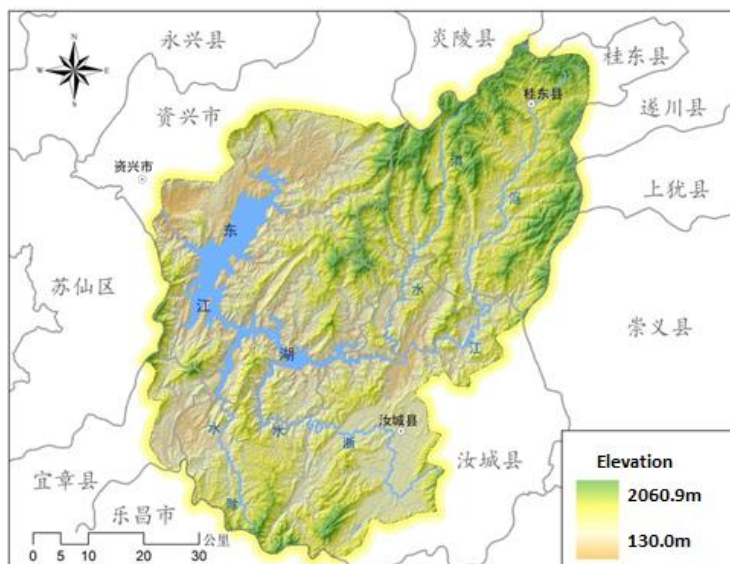 永兴县
炎陵县
桂东县
N
W
E
S
资兴市
桂东县
遂川县
资兴市
沤
上犹县
东
苏仙区
江
水
崇义县
湖
江
汝城县
水
水
浙
汝城县
宜章县
乐昌市
Elevation
2060.9m
130.0m
公里
0 5 10 20 30